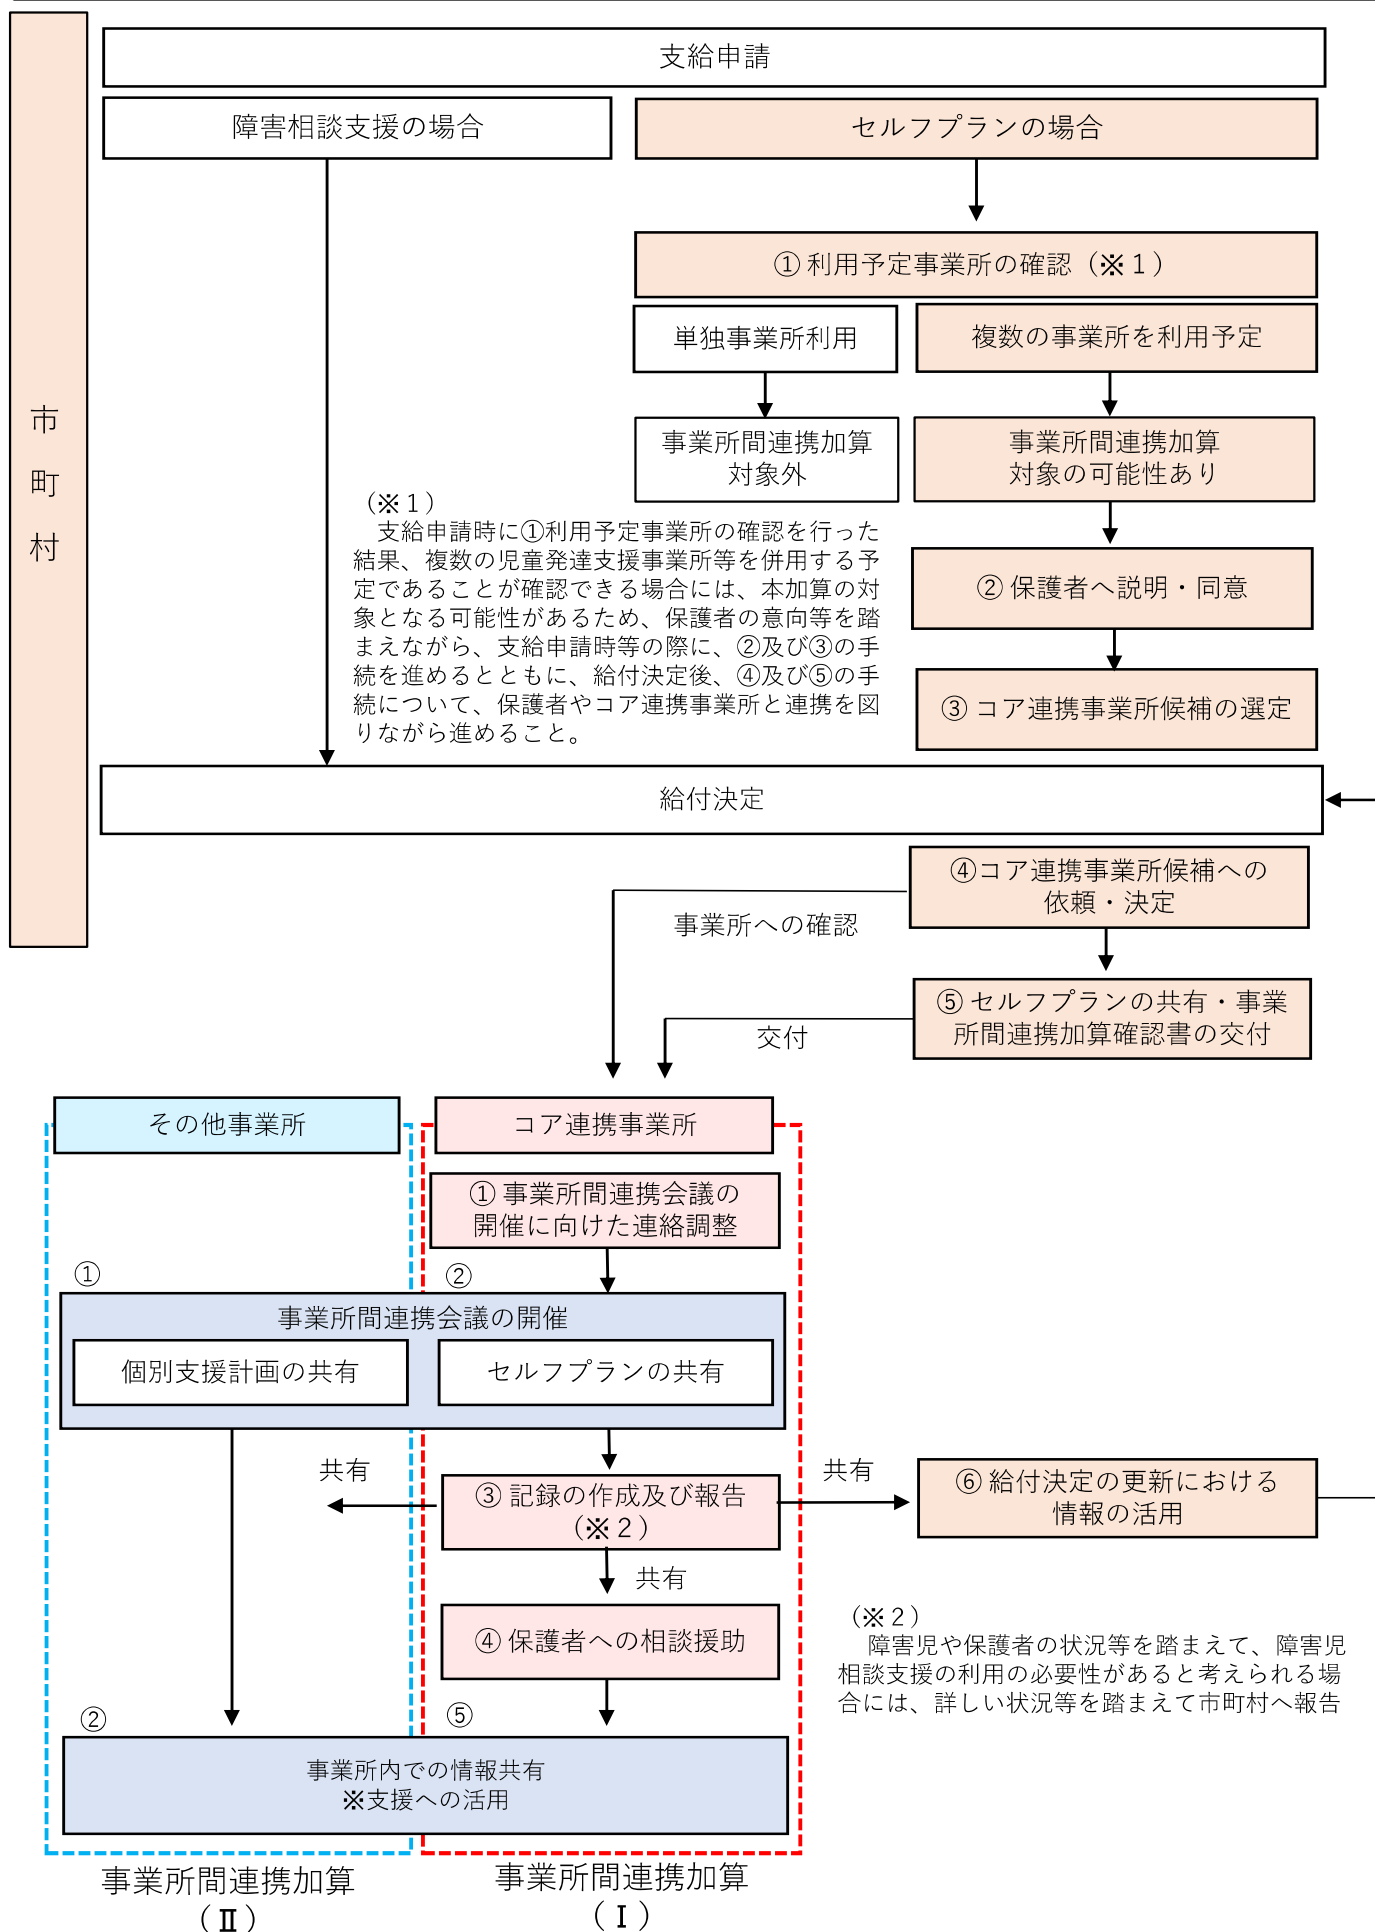 支給申請
障害相談支援の場合
セルフプランの場合
① 利用予定事業所の確認（※１）
単独事業所利用
複数の事業所を利用予定
市町村
事業所間連携加算
対象外
事業所間連携加算
対象の可能性あり
（※１）
支給申請時に①利用予定事業所の確認を行った
結果、複数の児童発達支援事業所等を併用する予
定であることが確認できる場合には、本加算の対
象となる可能性があるため、保護者の意向等を踏
まえながら、支給申請時等の際に、②及び③の手
続を進めるとともに、給付決定後、④及び⑤の手
続について、保護者やコア連携事業所と連携を図
りながら進めること。
② 保護者へ説明・同意
③ コア連携事業所候補の選定
給付決定
④コア連携事業所候補への
依頼・決定
事業所への確認
⑤ セルフプランの共有・事業
所間連携加算確認書の交付
交付
その他事業所
コア連携事業所
① 事業所間連携会議の
開催に向けた連絡調整
①
②
事業所間連携会議の開催
個別支援計画の共有
セルフプランの共有
共有
③ 記録の作成及び報告
（※２）
共有
⑥ 給付決定の更新における
情報の活用
共有
④ 保護者への相談援助
（※２）
障害児や保護者の状況等を踏まえて、障害児
相談支援の利用の必要性があると考えられる場
合には、詳しい状況等を踏まえて市町村へ報告
②
⑤
事業所内での情報共有
※支援への活用
事業所間連携加算
（Ⅱ）
事業所間連携加算
（Ⅰ）